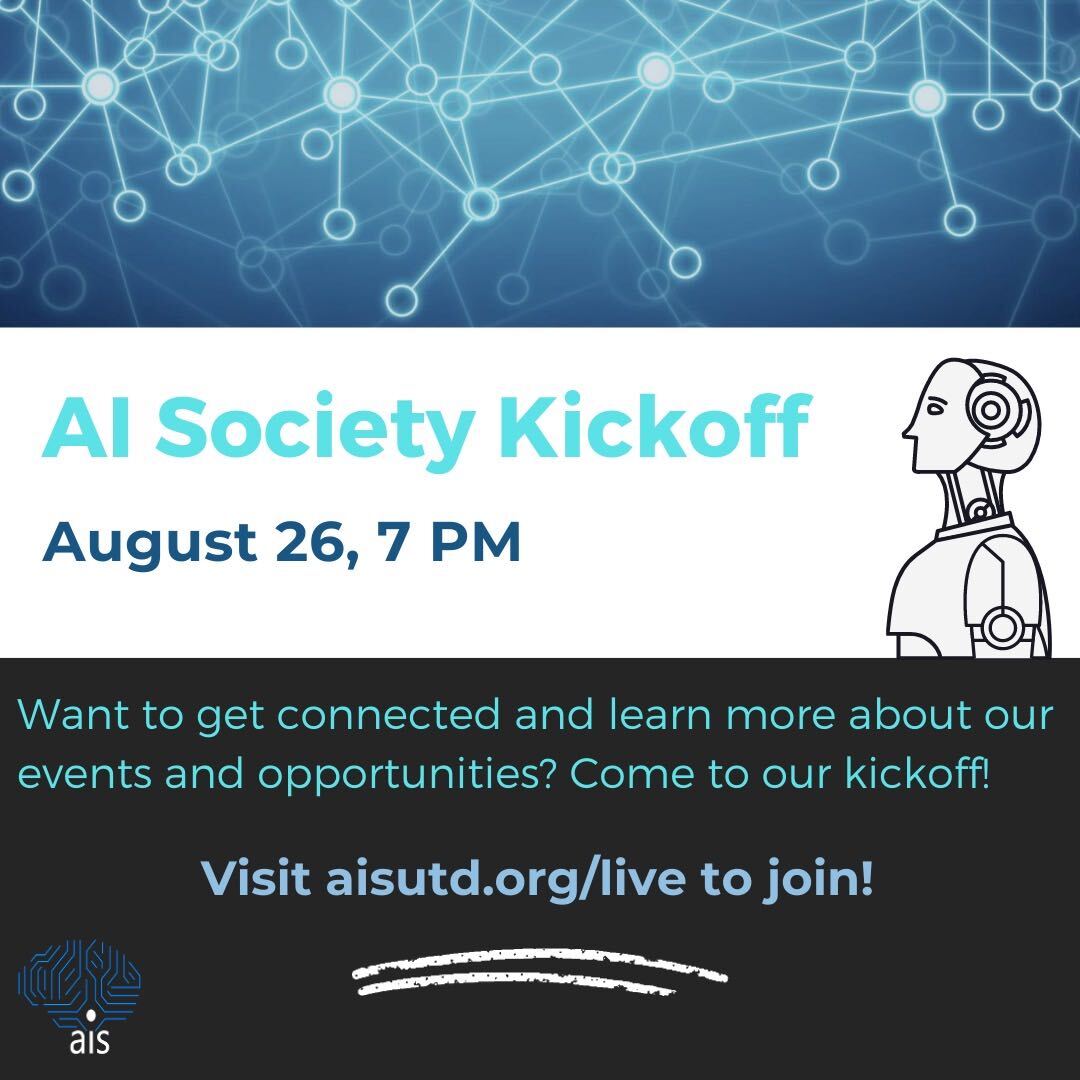 AI Society Kickoff
August 26, 7 PM
Want to get connected and learn more about our
events and opportunities? Come to our kickoff!
Visit aisutd.org/live to join!
ais